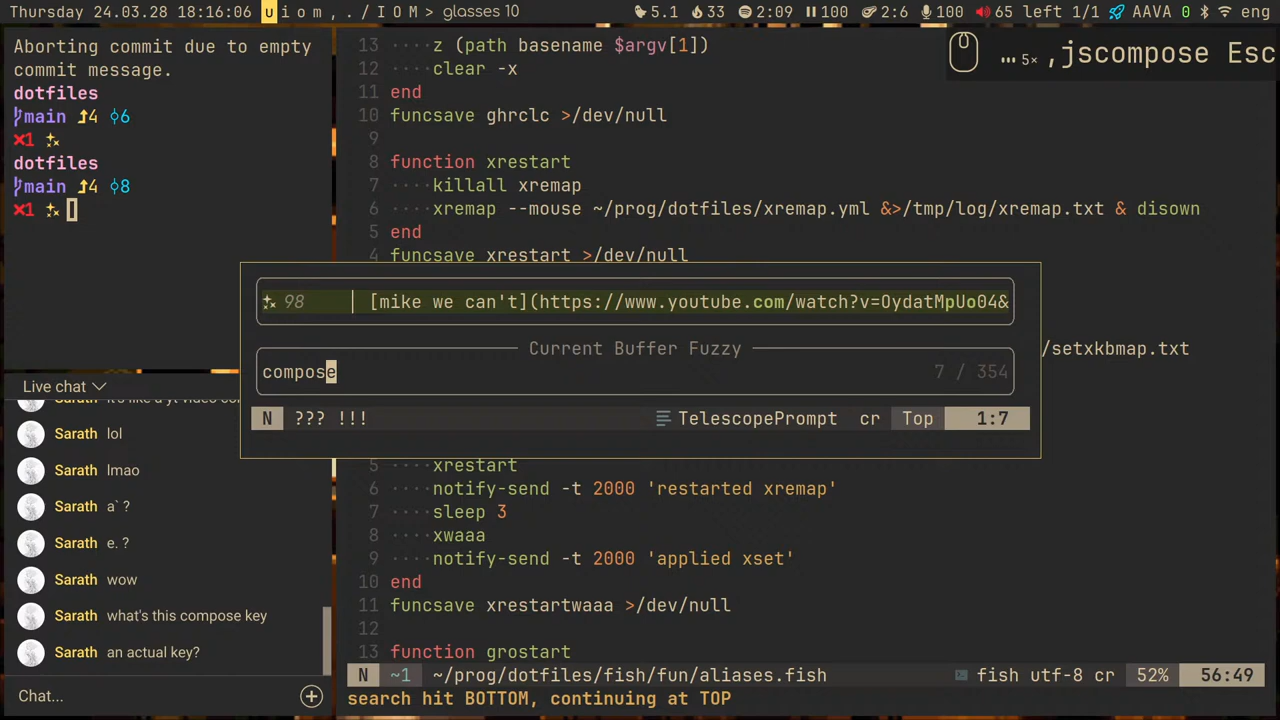 Thursday 24.03.28 18:16:06 u i o m , . / I O M > glasses 10 5.1 33 2:09 100 2:6 100 65 left 1/1 AAVA 0 eng
Aborting commit due to empty
commit message.
dotfiles
main 4 6
×1
dotfiles
main 4 8
×1
Live chat
Sarath lol
Sarath lmao
Sarath a` ?
Sarath e. ?
Sarath wow
Sarath what's this compose key
Sarath an actual key?
Chat...
… 5× ,jscompose Esc
13 ····z (path basename $argv[1])
12 ····clear -x
11 end
10 funcsave ghrclc >/dev/null
9
8 function xrestart
7 ····killall xremap
6 ····xremap --mouse ~/prog/dotfiles/xremap.yml &>/tmp/log/xremap.txt & disown
5 end
4 funcsave xrestart >/dev/null
98 [mike we can't](https://www.youtube.com/watch?v=OydatMpUo04&
Current Buffer Fuzzy
compose 7 / 354
N ??? !!! TelescopePrompt cr Top 1:7
/setxkbmap.txt
5 ····xrestart
6 ····notify-send -t 2000 'restarted xremap'
7 ····sleep 3
8 ····xwaaa
9 ····notify-send -t 2000 'applied xset'
10 end
11 funcsave xrestartwaaa >/dev/null
12
13 function grostart
N ~1 ~/prog/dotfiles/fish/fun/aliases.fish fish utf-8 cr 52% 56:49
search hit BOTTOM, continuing at TOP